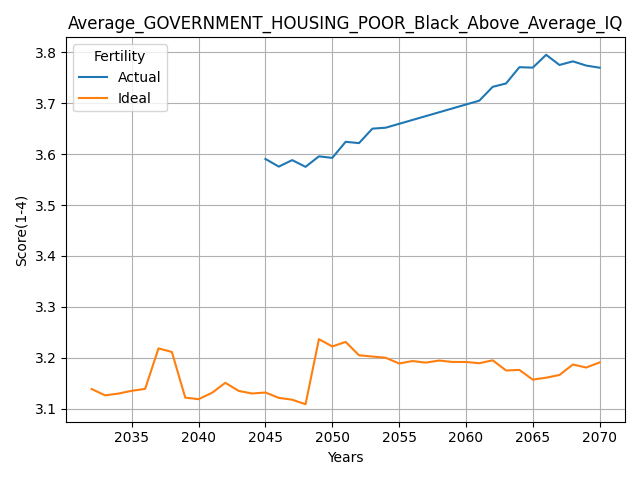 Average_GOVERNMENT_HOUSING_POOR_Black_Above_Average_IQ
Fertility
Actual
Ideal
Score(1-4)
3.8
3.7
3.6
3.5
3.4
3.3
3.2
3.1
2035 2040 2045 2050 2055 2060 2065 2070
Years